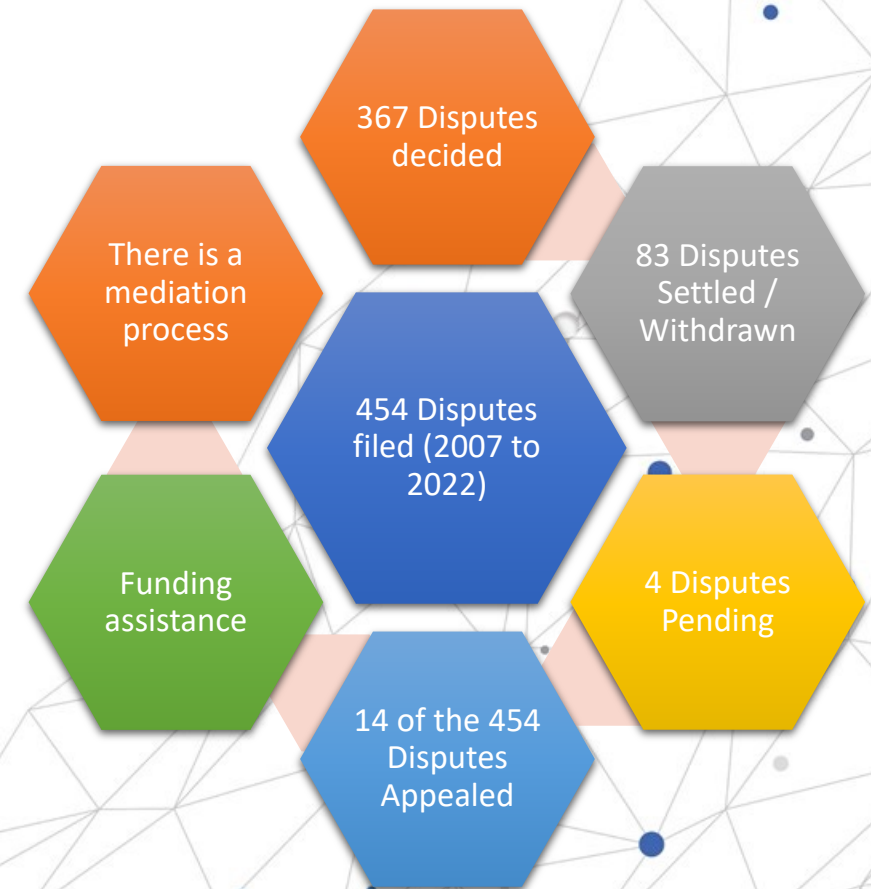 367 Disputes
decided
83 Disputes
Settled /
Withdrawn
4 Disputes
Pending
14 of the 454
Disputes
Appealed
Funding
assistance
There is a
mediation
process
454 Disputes
filed (2007 to
2022)